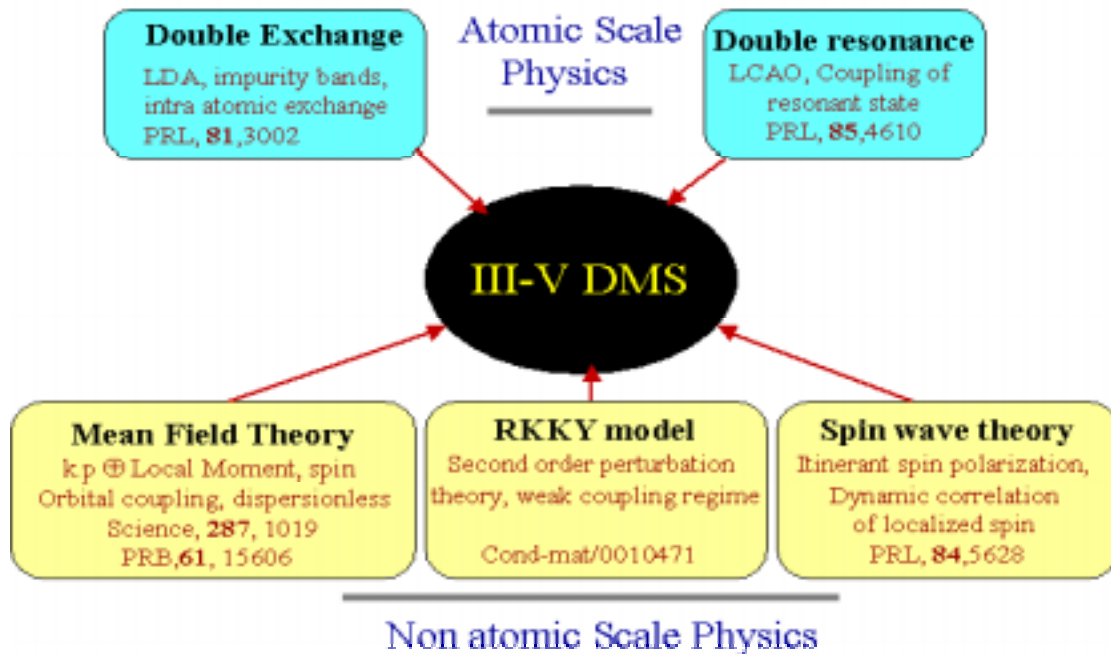 Double Exchange
LDA, impurity bands,
intra atomic exchange
PRL, 81,3002
Atomic Scale
Physics
Double resonance
LCAO, Coupling of
resonant state
PRL, 85,4610
III-V DMS
Mean Field Theory
k.p ⊕ Local Moment, spin
Orbital coupling, dispersionless
Science, 287, 1019
PRB,61, 15606
RKKY model
Second order perturbation
theory, weak coupling regime
Cond-mat/0010471
Spin wave theory
Itinerant spin polarization,
Dynamic correlation
of localized spin
PRL, 84,5628
Non atomic Scale Physics